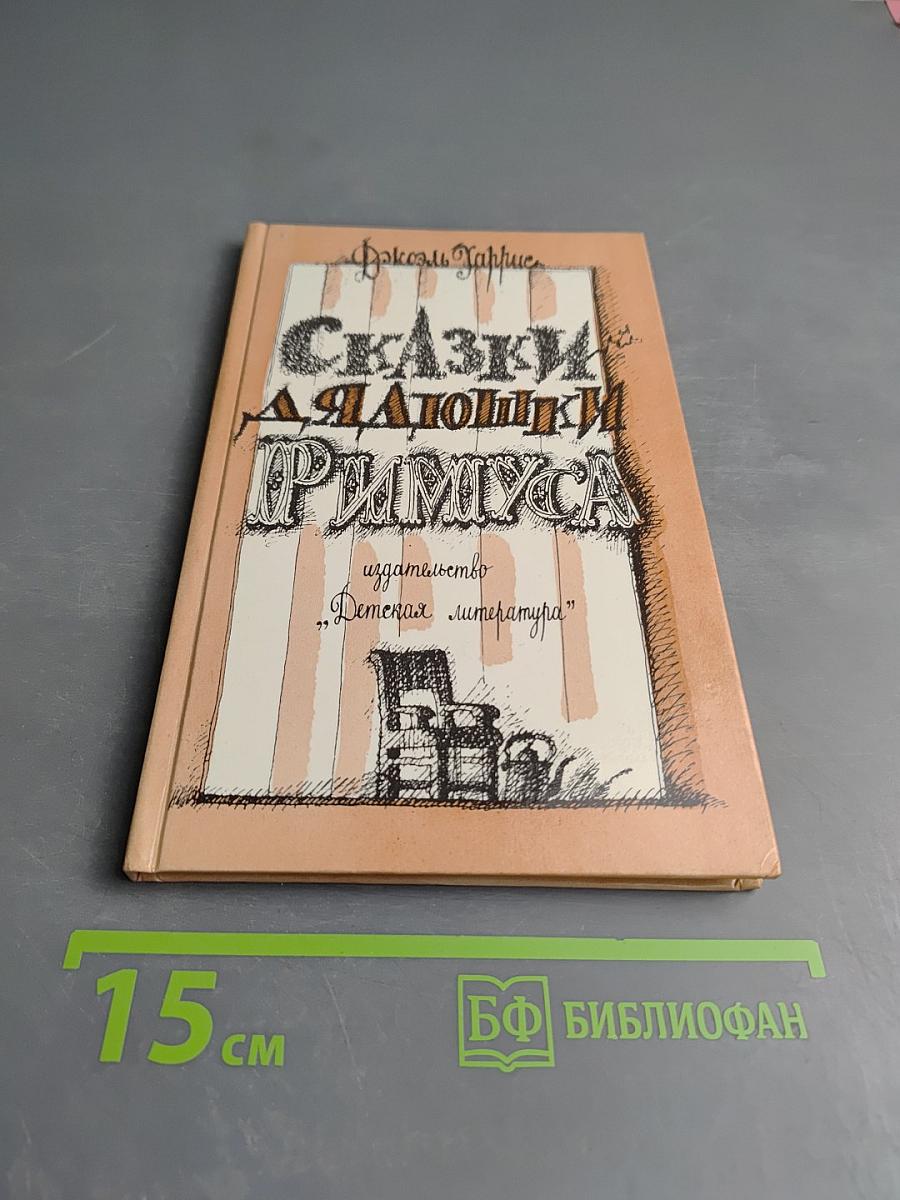 Джоэль Харрис
СКАЗКИ
ДЯДЮШКИ
РИМУСА
издательство
„Детская литература"
15 см
БФ БИБЛИОФАН